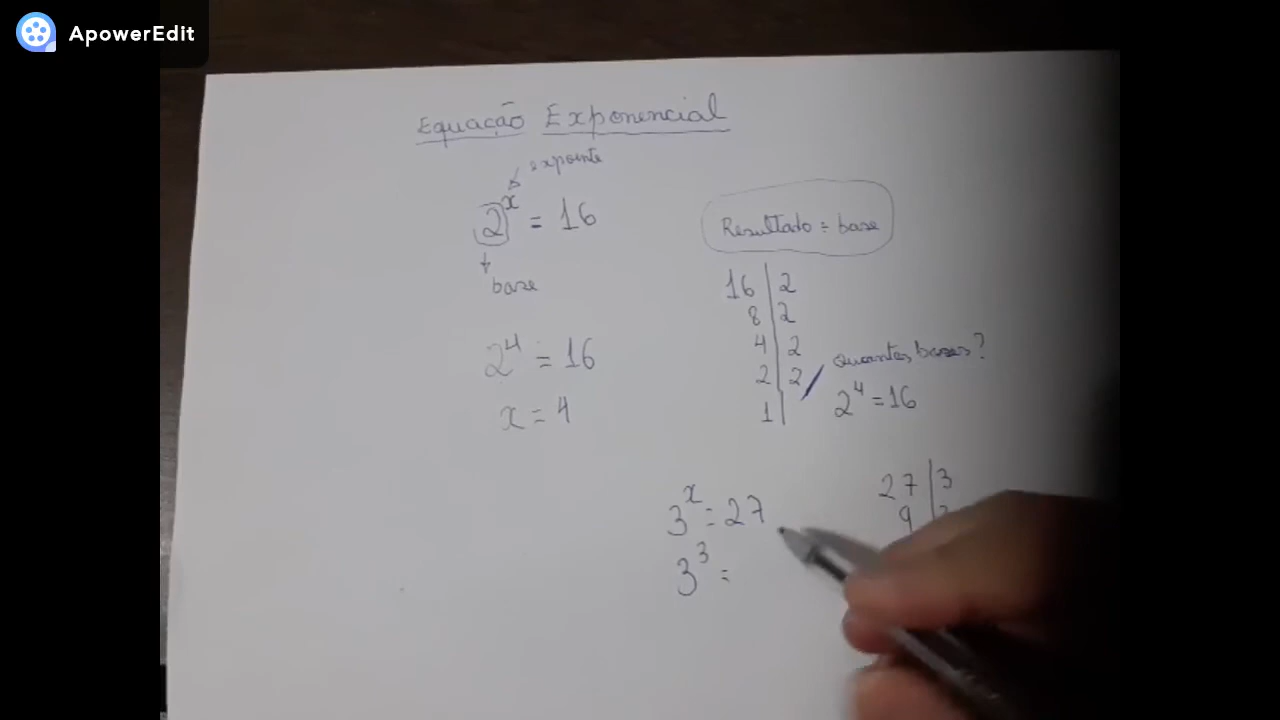 ApowerEdit
Equação Exponencial
expoente
2^x = 16
base
2^4 = 16
x = 4
Resultado ÷ base
16 | 2
8 | 2
4 | 2
2 | 2
1 |
quantas bases?
2^4 = 16
3^x = 27
3^3 =
27 | 3
9 |